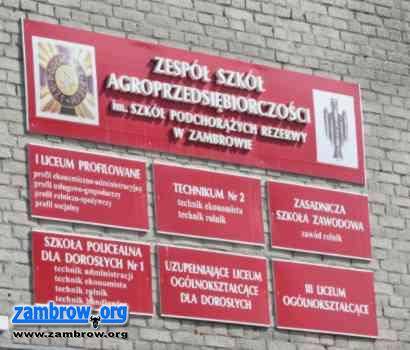 ZESPÓŁ SZKÓŁ
AGROPRZEDSIĘBIORCZOŚCI
im. SZKÓŁ PODCHORĄŻYCH REZERWY
W ZAMBROWIE
I LICEUM PROFILOWANE
profil ekonomiczno-administracyjny
profil usługowo-gospodarczy
profil rolniczo-spożywczy
profil socjalny
TECHNIKUM NR 2
technik ekonomista
technik rolnik
ZASADNICZA
SZKOŁA ZAWODOWA
zawód rolnik
SZKOŁA POLICEALNA
DLA DOROSŁYCH NR 1
technik administracji
technik ekonomista
technik rolnik
technik
UZUPEŁNIAJĄCE LICEUM
OGÓLNOKSZTAŁCĄCE
DLA DOROSŁYCH
III LICEUM
OGÓLNOKSZTAŁCĄCE
zambrow.org
www.zambrow.org